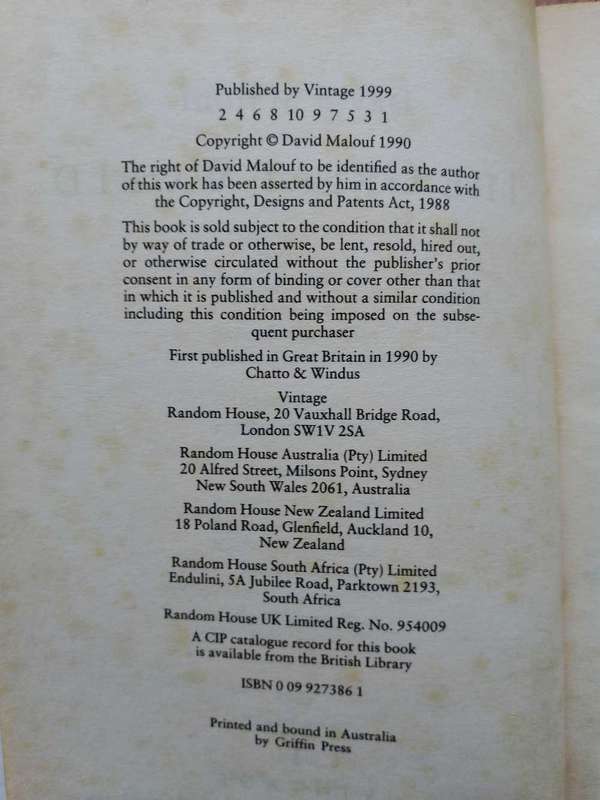 Published by Vintage 1999
2 4 6 8 10 9 7 5 3 1
Copyright © David Malouf 1990
The right of David Malouf to be identified as the author
of this work has been asserted by him in accordance with
the Copyright, Designs and Patents Act, 1988
This book is sold subject to the condition that it shall not
by way of trade or otherwise, be lent, resold, hired out,
or otherwise circulated without the publisher's prior
consent in any form of binding or cover other than that
in which it is published and without a similar condition
including this condition being imposed on the subse-
quent purchaser
First published in Great Britain in 1990 by
Chatto & Windus
Vintage
Random House, 20 Vauxhall Bridge Road,
London SW1V 2SA
Random House Australia (Pty) Limited
20 Alfred Street, Milsons Point, Sydney
New South Wales 2061, Australia
Random House New Zealand Limited
18 Poland Road, Glenfield, Auckland 10,
New Zealand
Random House South Africa (Pty) Limited
Endulini, 5A Jubilee Road, Parktown 2193,
South Africa
Random House UK Limited Reg. No. 954009
A CIP catalogue record for this book
is available from the British Library
ISBN 0 09 927386 1
Printed and bound in Australia
by Griffin Press